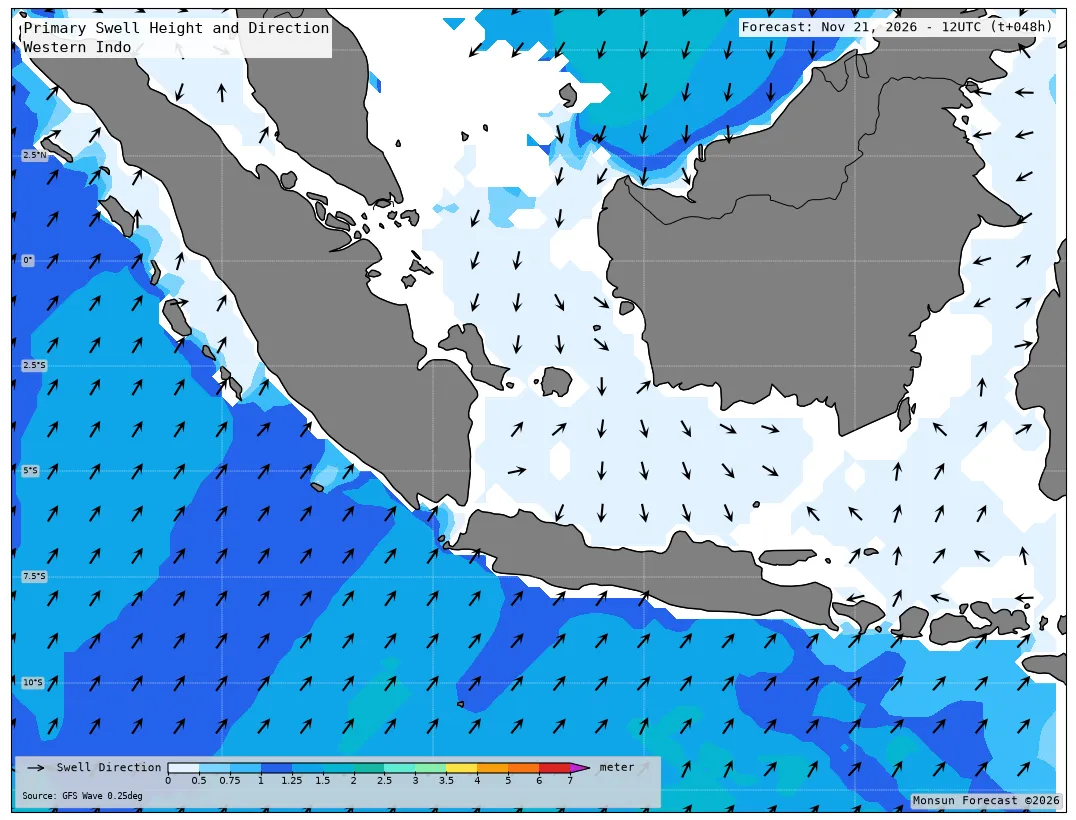 Primary Swell Height and Direction
Western Indo
Forecast: Nov 21, 2026 - 12UTC (t+048h)
2.5°N
0°
2.5°S
5°S
7.5°S
10°S
Swell Direction
0 0.5 0.75 1 1.25 1.5 2 2.5 3 3.5 4 5 6 7
meter
Source: GFS Wave 0.25deg
Monsun Forecast ©2026